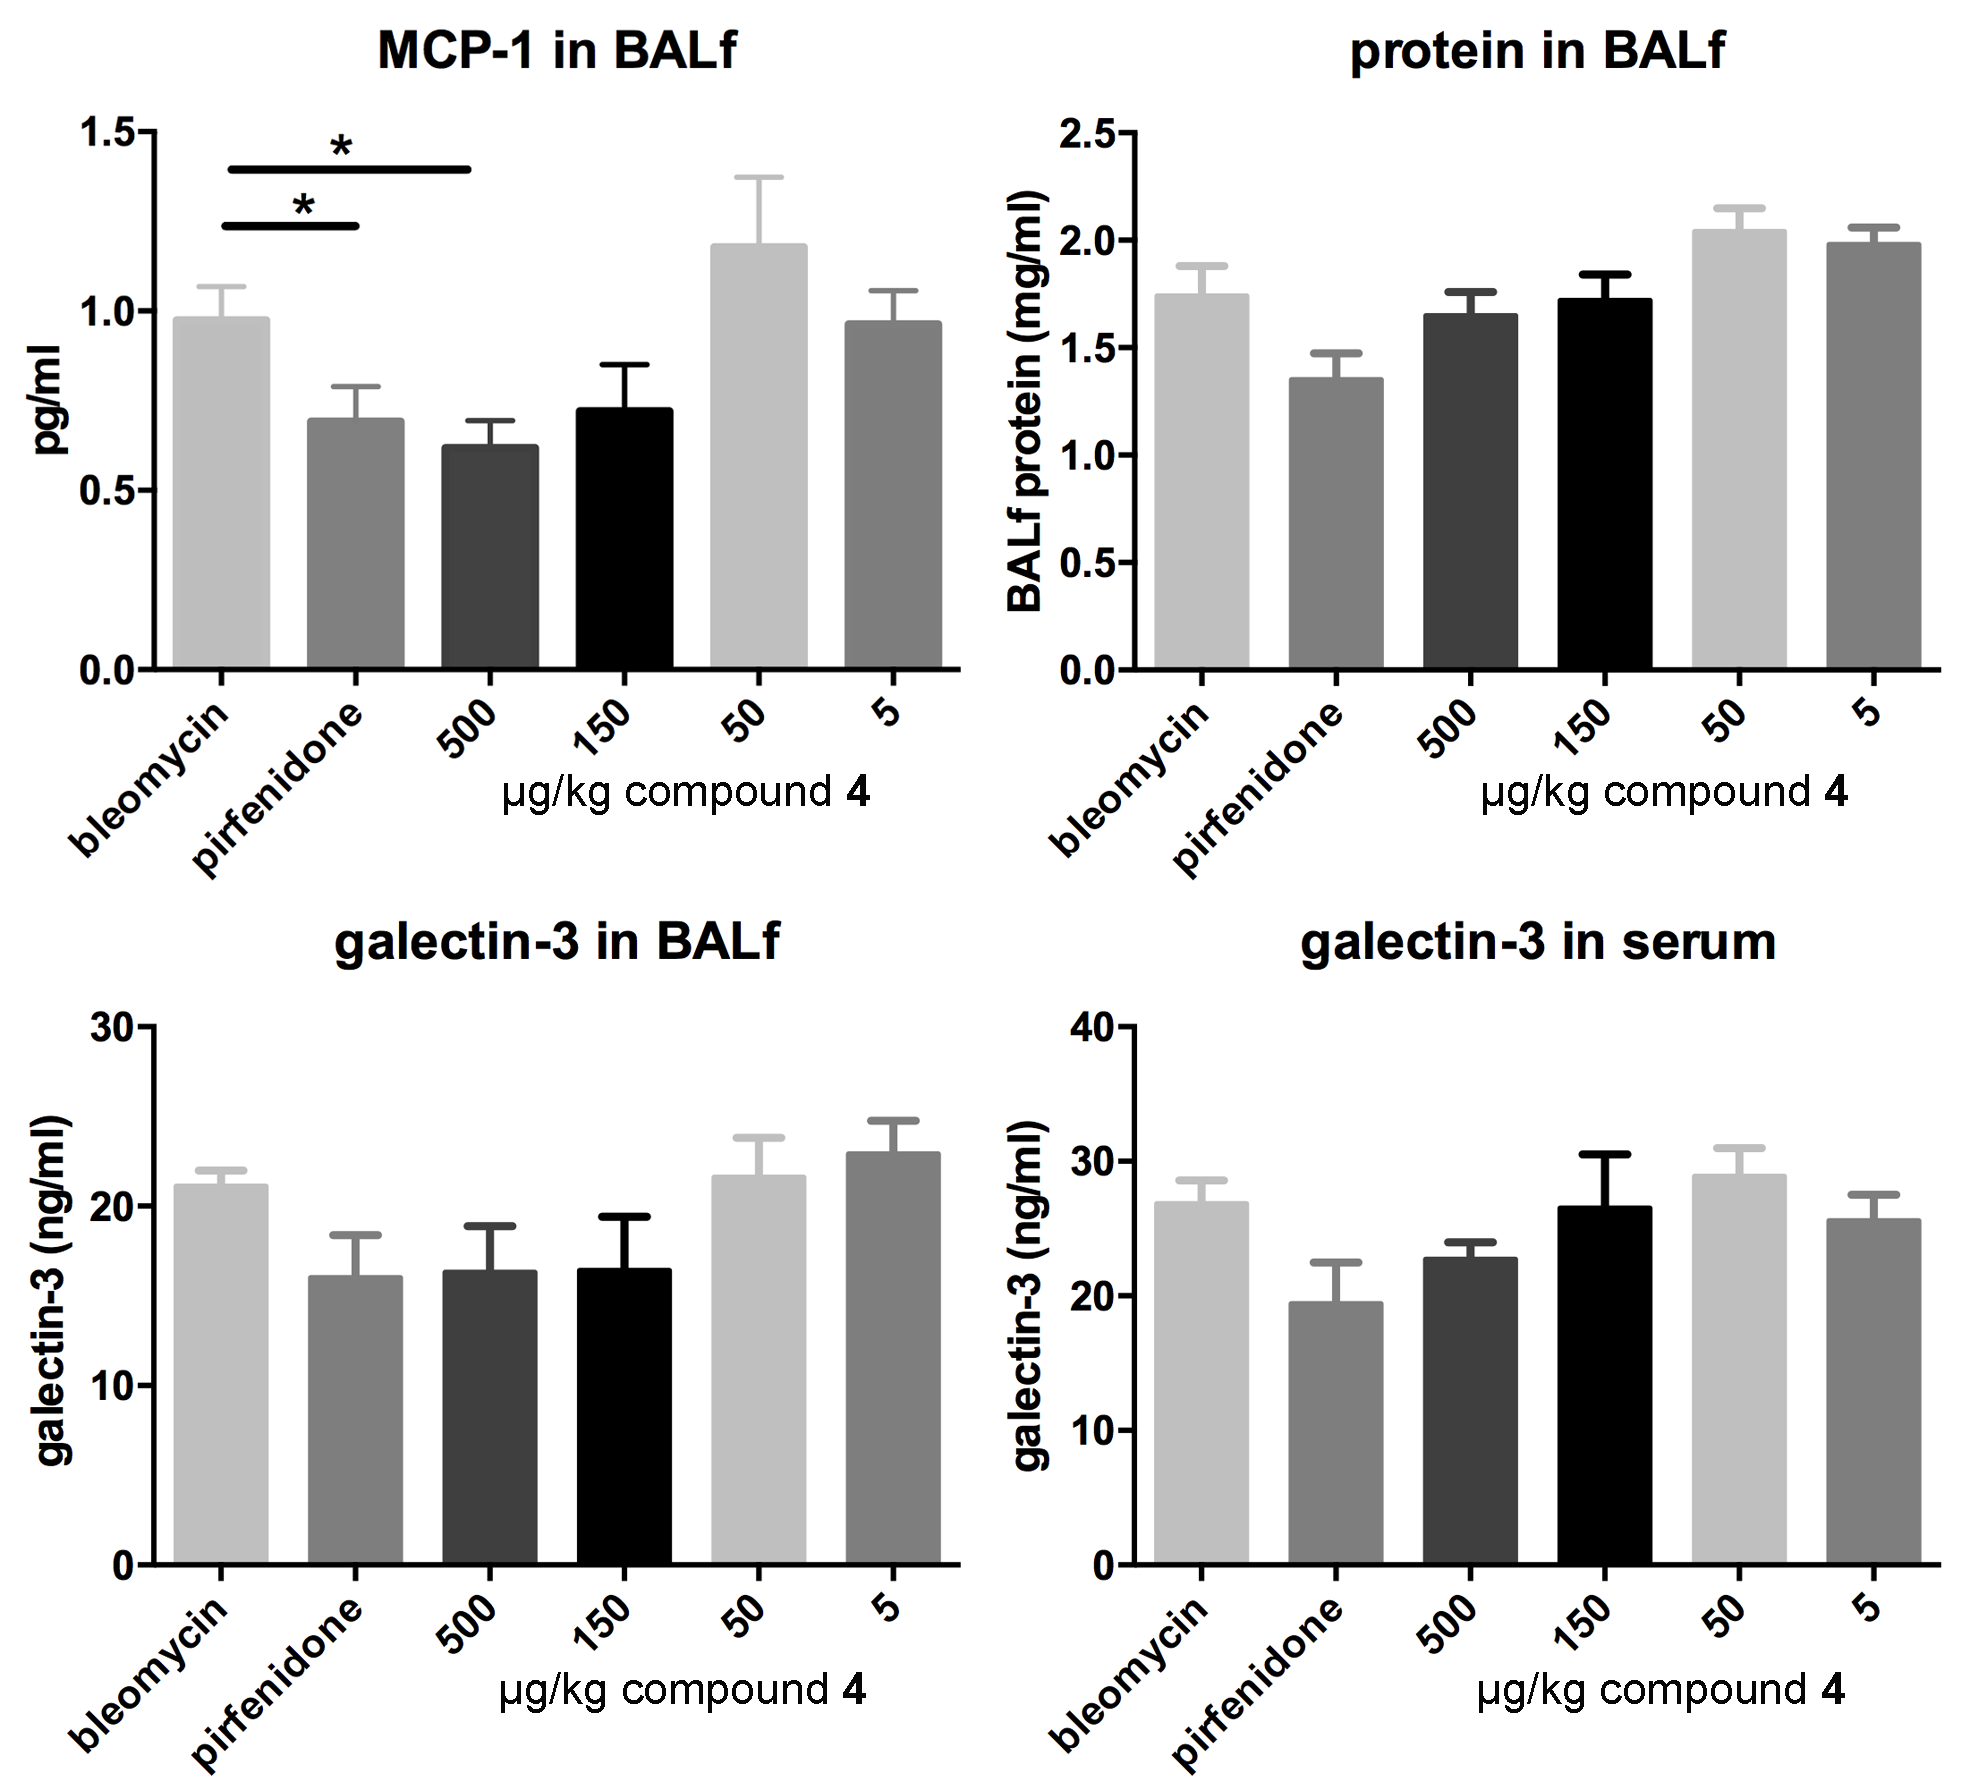 MCP-1 in BALf
*
*
pg/ml
1.5
1.0
0.5
0.0
bleomycin
pirfenidone
500
150
50
5
µg/kg compound 4
protein in BALf
BALf protein (mg/ml)
2.5
2.0
1.5
1.0
0.5
0.0
bleomycin
pirfenidone
500
150
50
5
µg/kg compound 4
galectin-3 in BALf
galectin-3 (ng/ml)
30
20
10
0
bleomycin
pirfenidone
500
150
50
5
µg/kg compound 4
galectin-3 in serum
galectin-3 (ng/ml)
40
30
20
10
0
bleomycin
pirfenidone
500
150
50
5
µg/kg compound 4